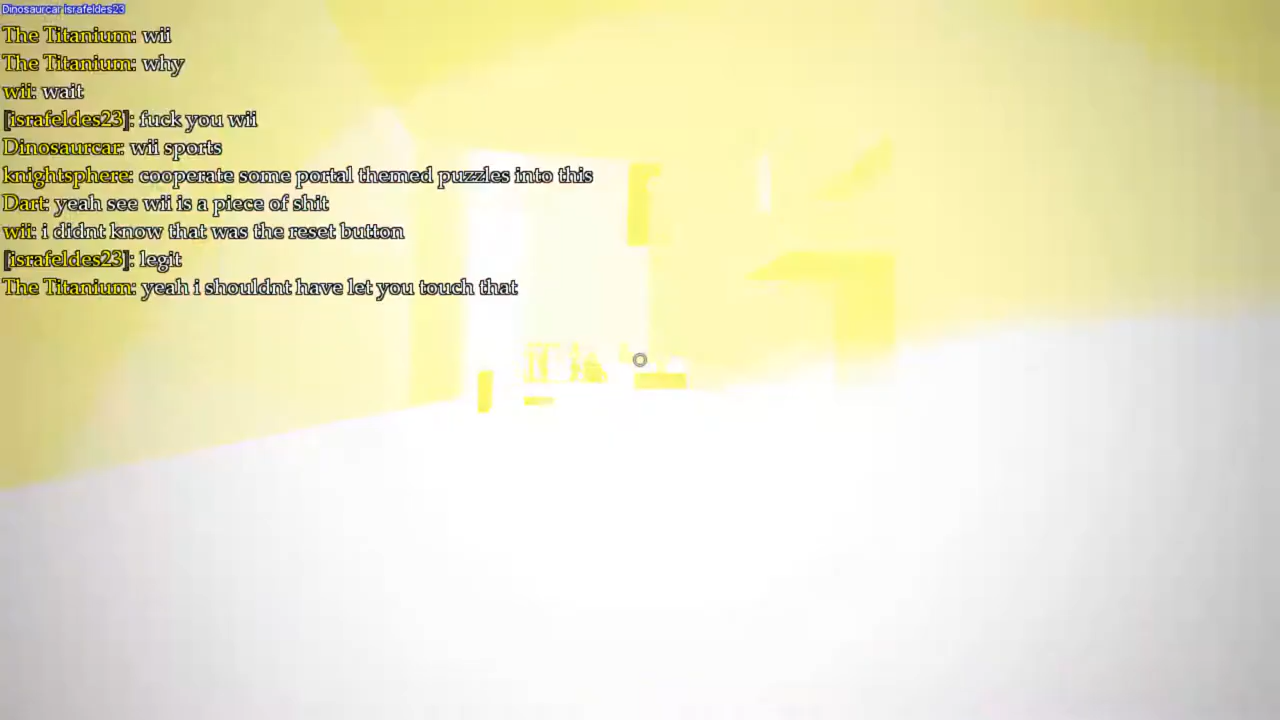 Dinosaurcar israfeldes23
The Titanium: wii
The Titanium: why
wii: wait
[israfeldes23]: fuck you wii
Dinosaurcar: wii sports
knightsphere: cooperate some portal themed puzzles into this
Dart: yeah see wii is a piece of shit
wii: i didnt know that was the reset button
[israfeldes23]: legit
The Titanium: yeah i shouldnt have let you touch that